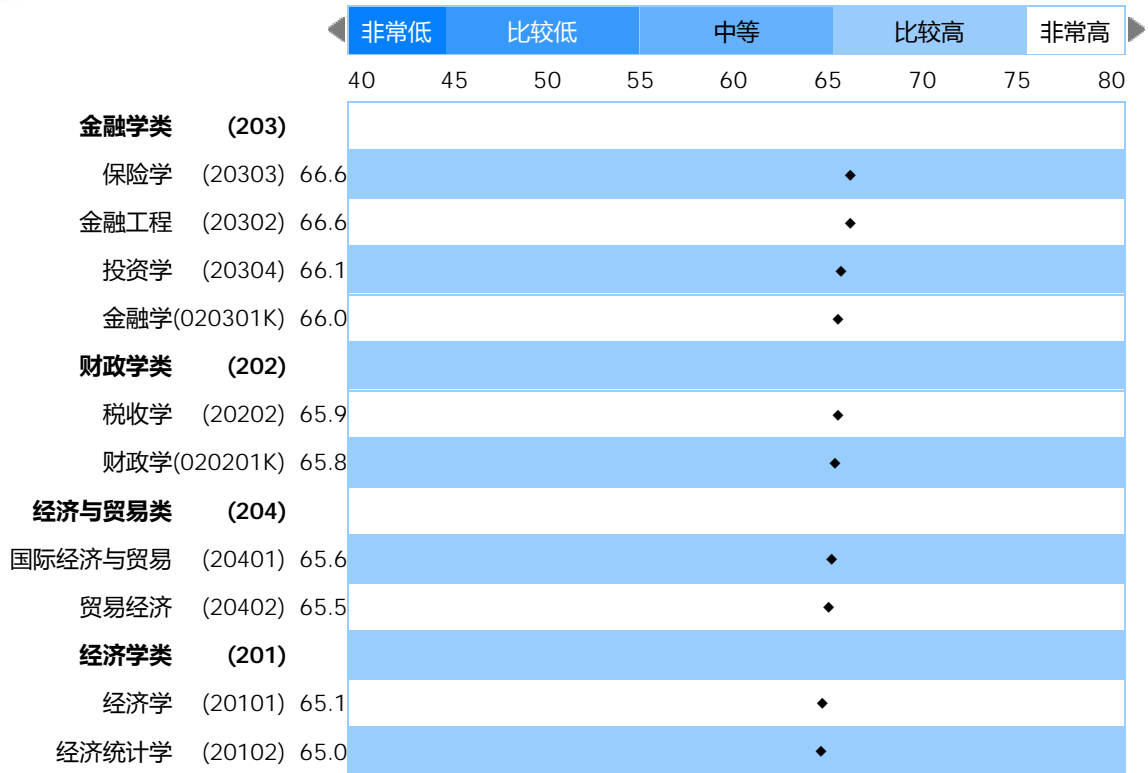 非常低 比较低 中等 比较高 非常高
40 45 50 55 60 65 70 75 80
金融学类 (203)
保险学 (20303) 66.6
金融工程 (20302) 66.6
投资学 (20304) 66.1
金融学(020301K) 66.0
财政学类 (202)
税收学 (20202) 65.9
财政学(020201K) 65.8
经济与贸易类 (204)
国际经济与贸易 (20401) 65.6
贸易经济 (20402) 65.5
经济学类 (201)
经济学 (20101) 65.1
经济统计学 (20102) 65.0